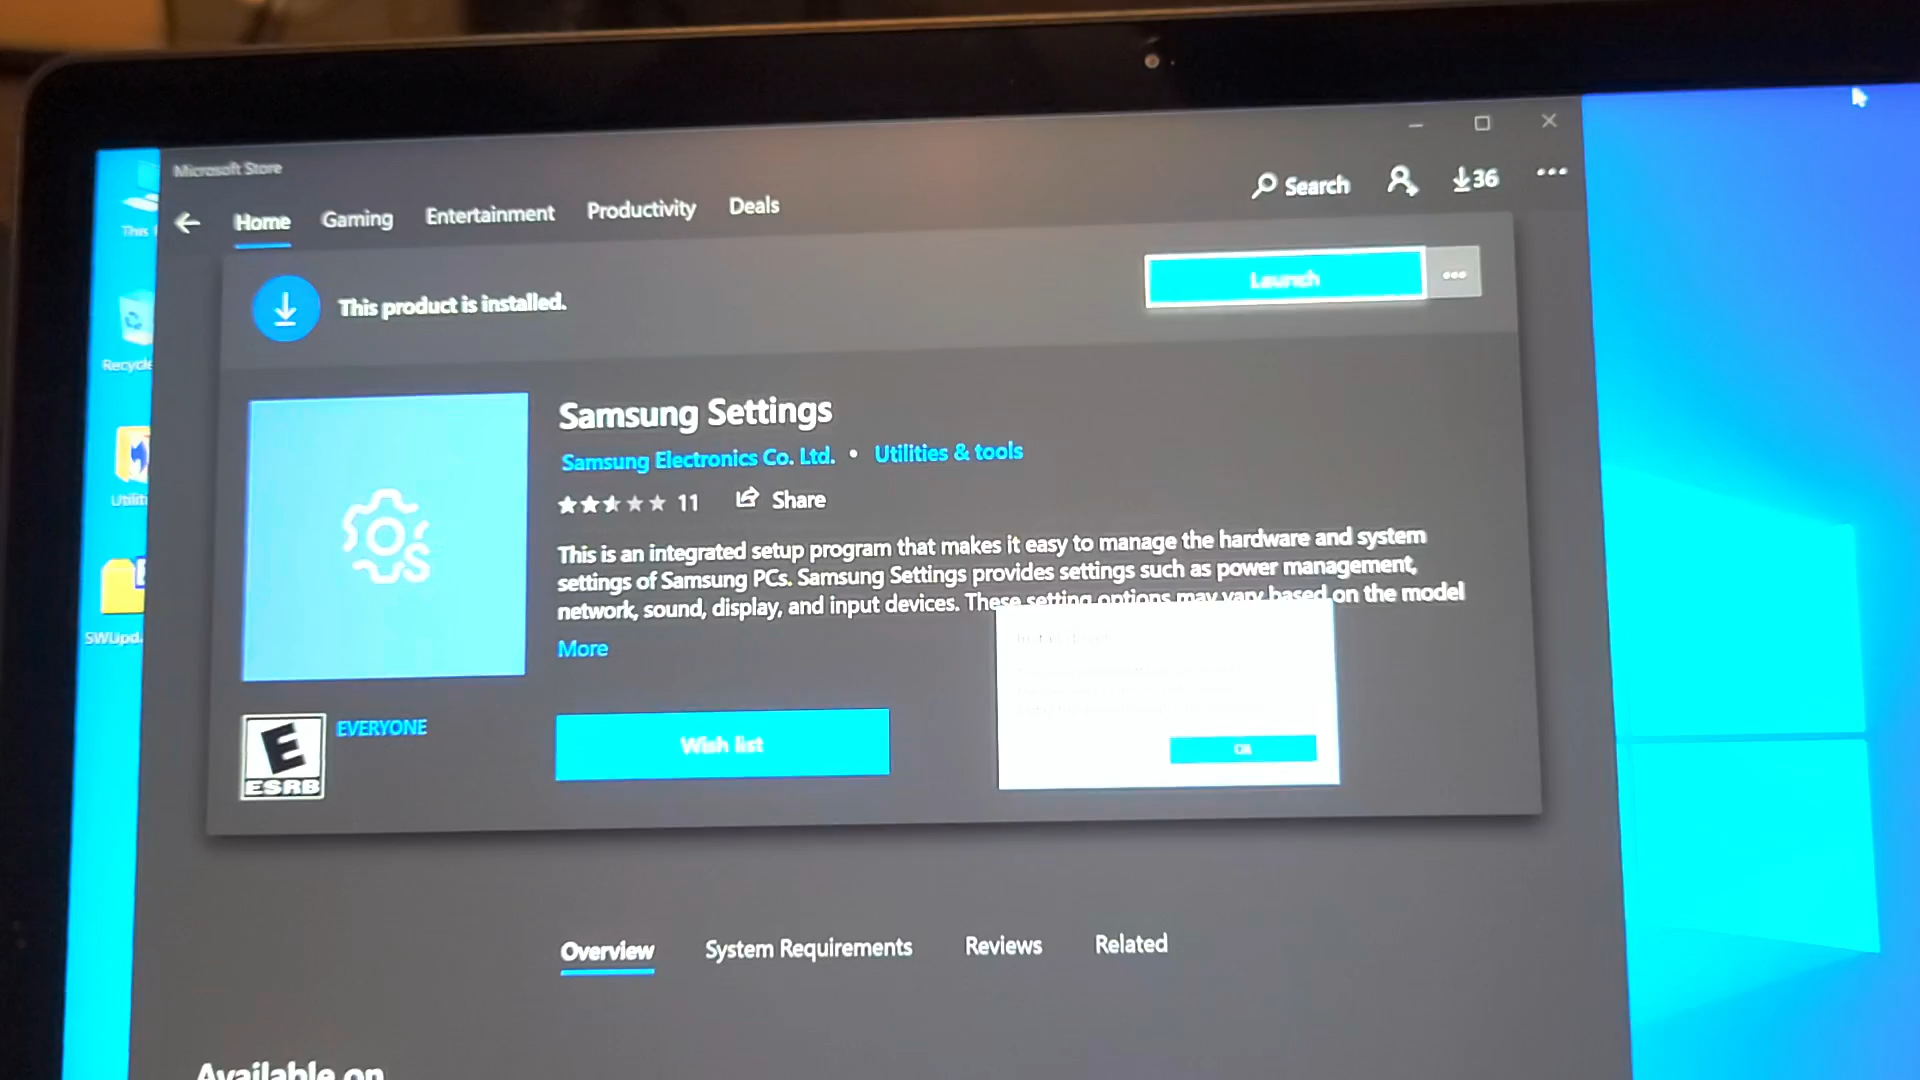 Microsoft Store
Home Gaming Entertainment Productivity Deals
Search
36
This product is installed.
Launch
Samsung Settings
Samsung Electronics Co. Ltd. • Utilities & tools
11 Share
This is an integrated setup program that makes it easy to manage the hardware and system
settings of Samsung PCs. Samsung Settings provides settings such as power management,
network, sound, display, and input devices. These setting options may vary based on the model
More
E
ESRB
EVERYONE
Wish list
OK
Overview System Requirements Reviews Related
Available on
This
Recycle
Utilit
SWUpd..